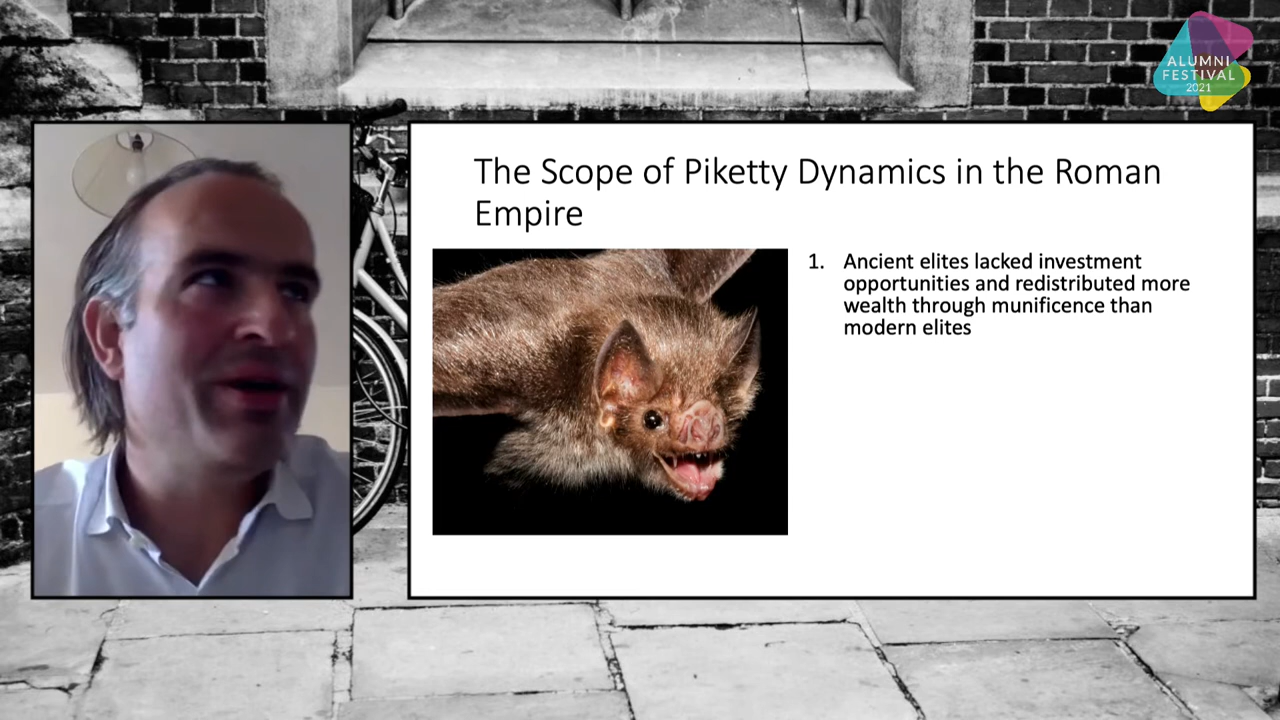 ALUMNI
FESTIVAL
2021
The Scope of Piketty Dynamics in the Roman
Empire
1. Ancient elites lacked investment
opportunities and redistributed more
wealth through munificence than
modern elites